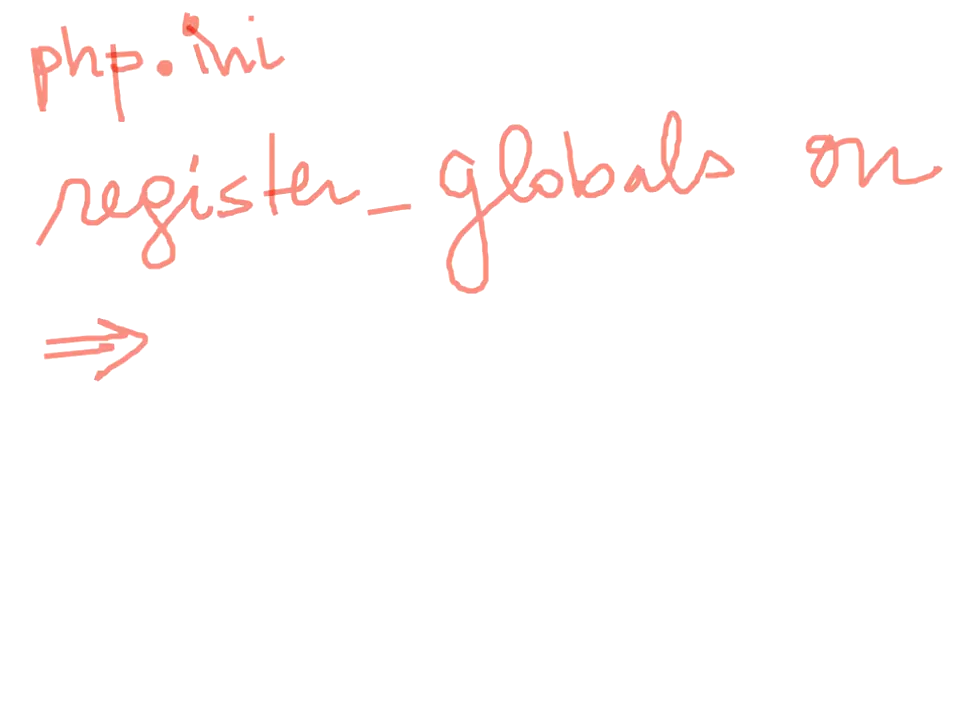 php.ini
register_globals on
⇒